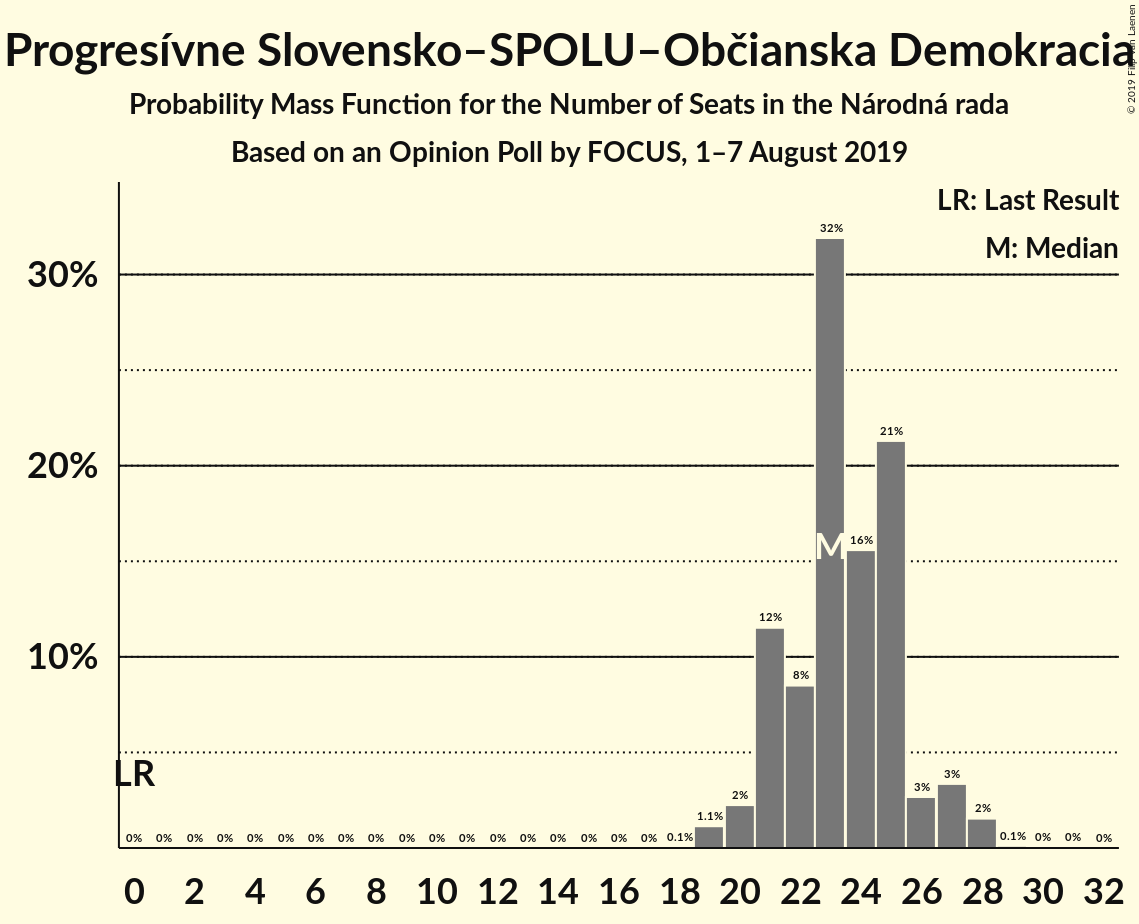 Progresívne Slovensko–SPOLU–Občianska Demokracia
Probability Mass Function for the Number of Seats in the Národná rada
Based on an Opinion Poll by FOCUS, 1–7 August 2019
© 2019 Filip van Laenen
LR: Last Result
M: Median
32%
30%
21%
20%
M
16%
12%
10%
8%
LR
3%
3%
2%
2%
1.1%
0% 0% 0% 0% 0% 0% 0% 0% 0% 0% 0% 0% 0% 0% 0% 0% 0% 0% 0.1% 0.1% 0% 0% 0%
0 2 4 6 8 10 12 14 16 18 20 22 24 26 28 30 32